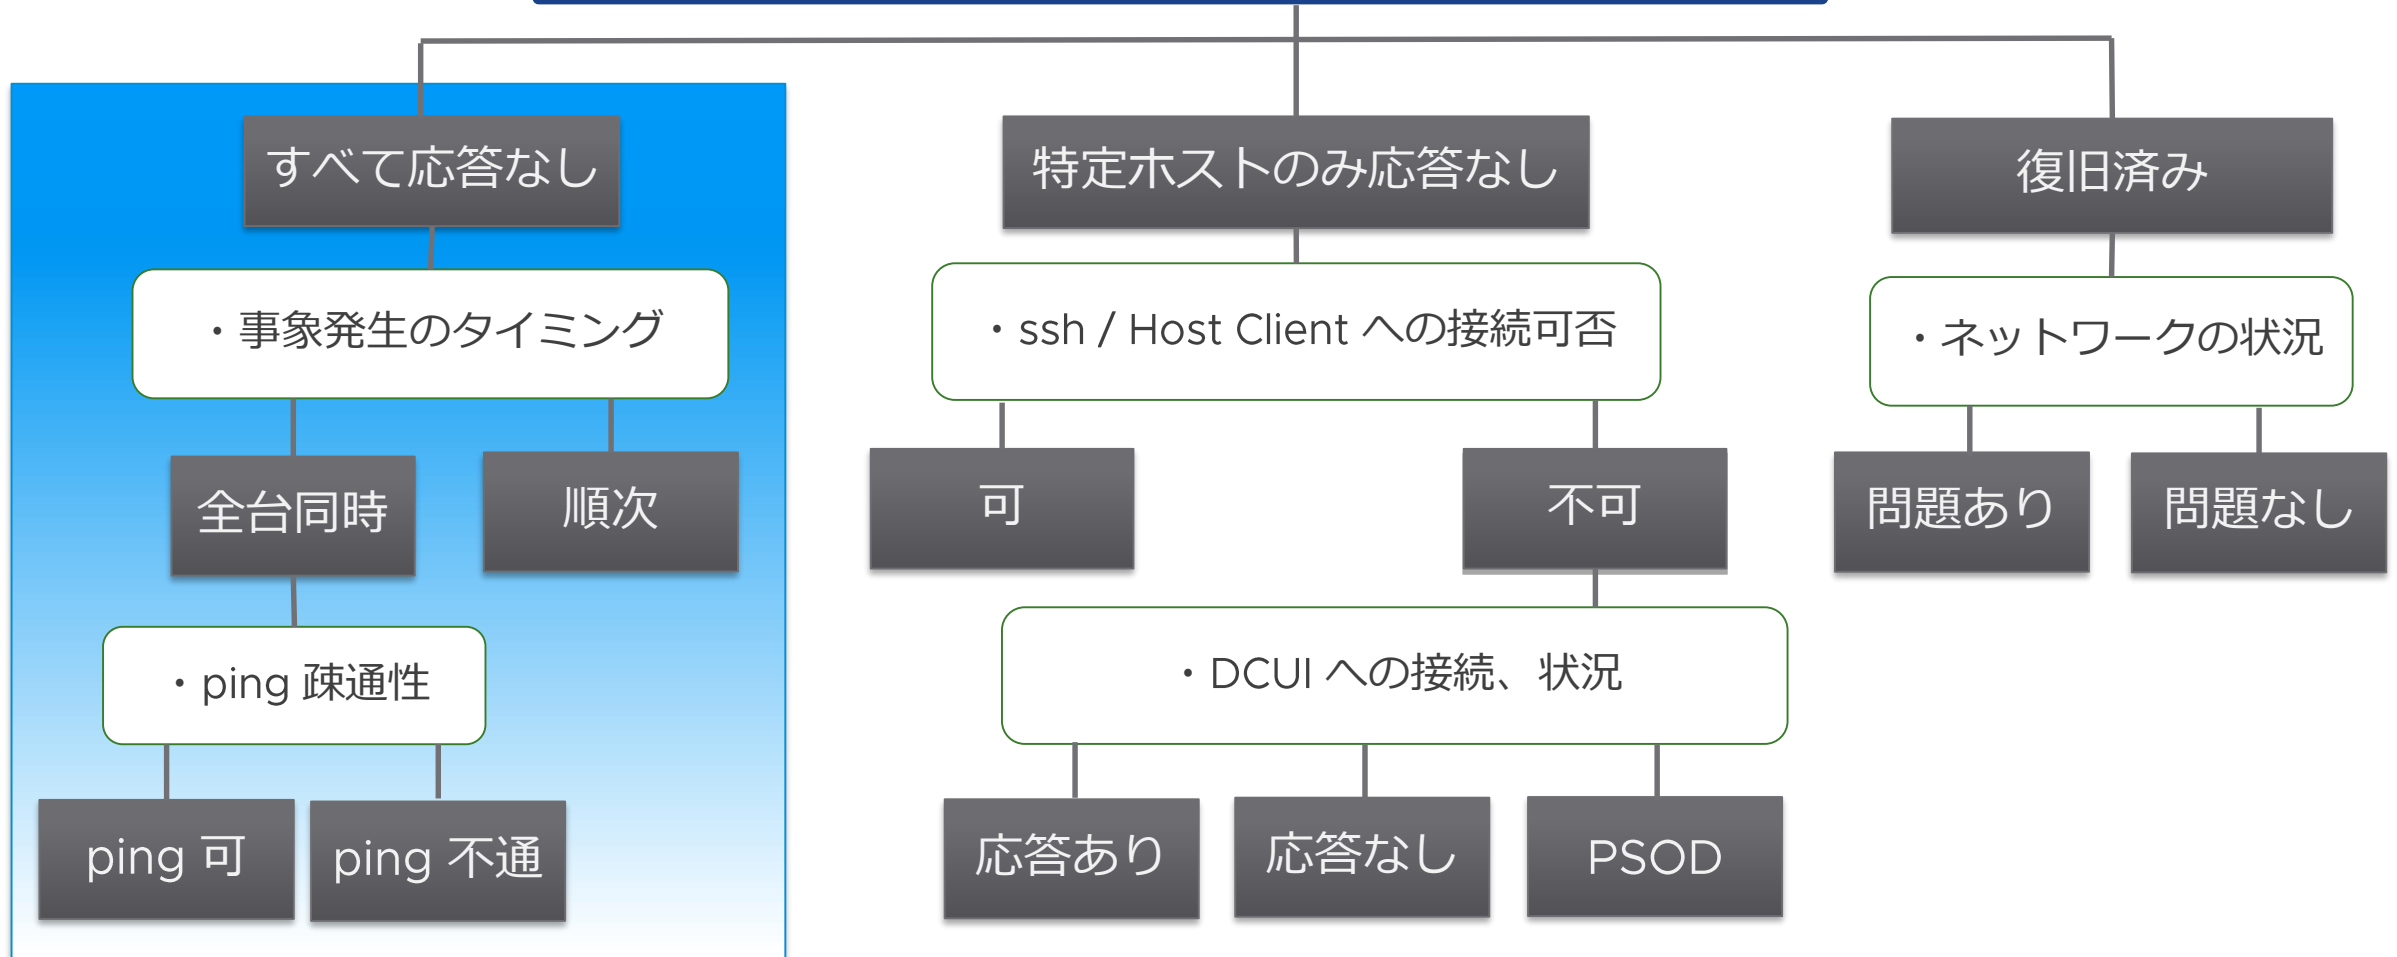 すべて応答なし
特定ホストのみ応答なし
復旧済み
・事象発生のタイミング
・ssh / Host Client への接続可否
・ネットワークの状況
全台同時
順次
可
不可
問題あり
問題なし
・ping 疎通性
・DCUI への接続、状況
ping 可
ping 不通
応答あり
応答なし
PSOD